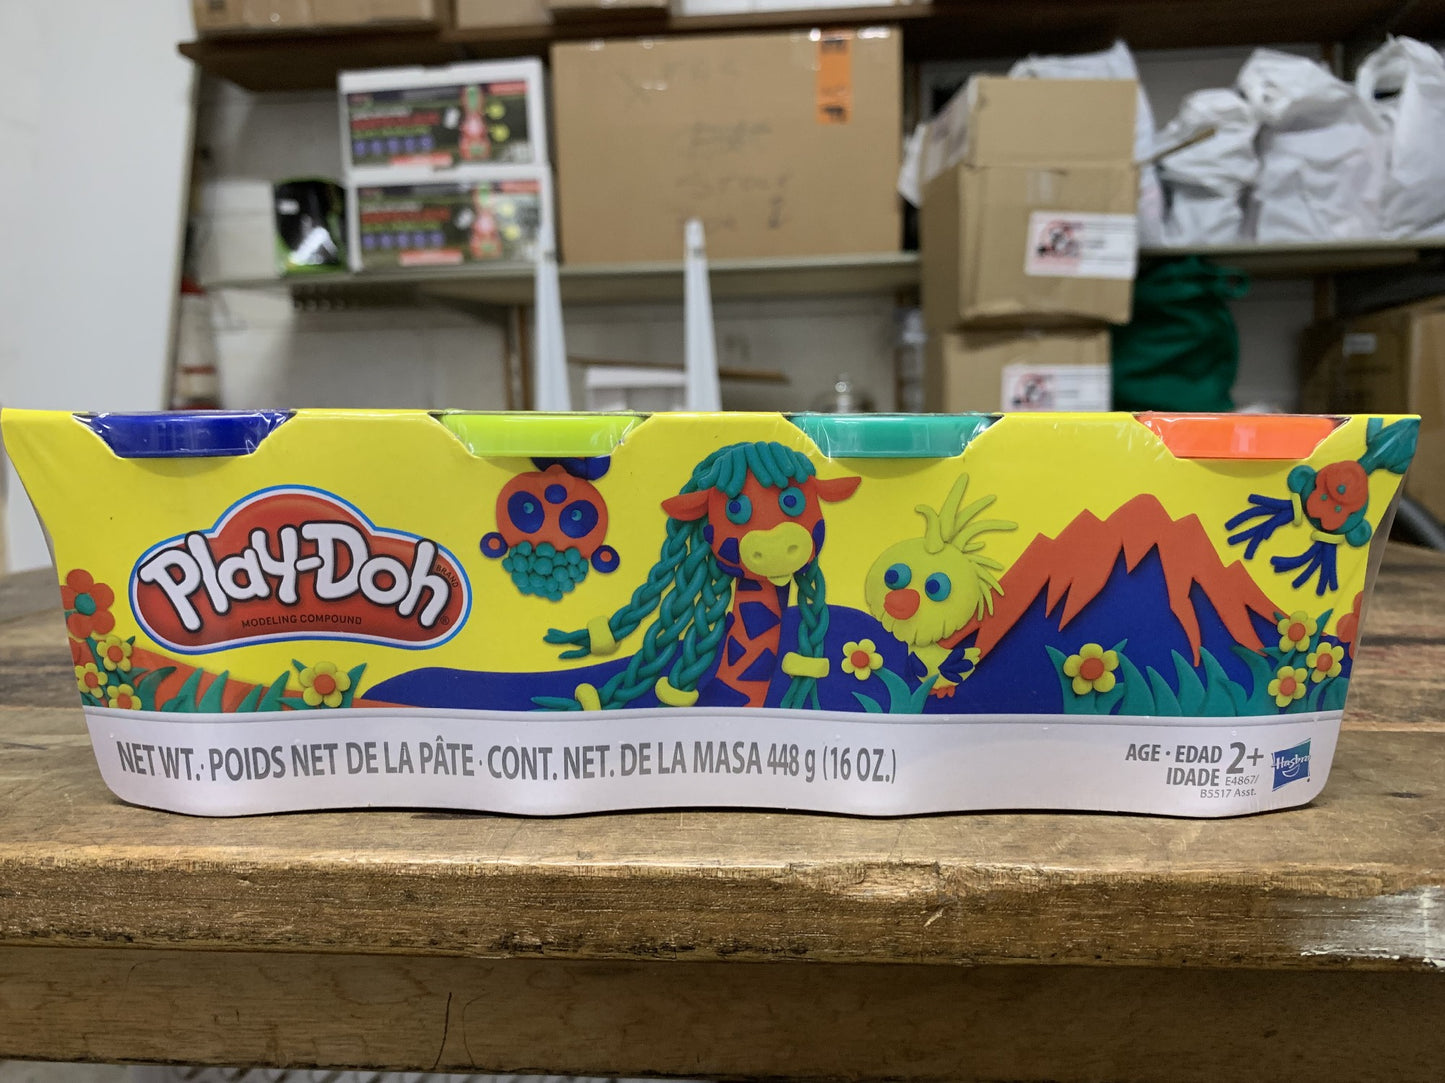 Play-Doh
BRAND
MODELING COMPOUND
®
NET WT. · POIDS NET DE LA PÂTE · CONT. NET. DE LA MASA 448 g (16 OZ.)
AGE · EDAD 2+
IDADE
E4867/
B5517 Asst.
Hasbro